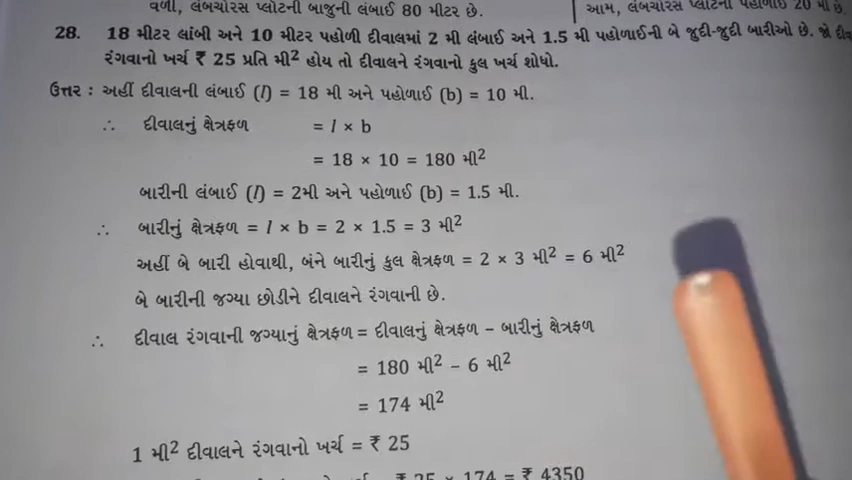 વળી, લંબચોરસ પ્લોટની બાજુની લંબાઈ 80 મીટર છે.
આમ, લંબચોરસ પ્લોટની પહોળાઈ 20 મી છે.
28. 18 મીટર લાંબી અને 10 મીટર પહોળી દીવાલમાં 2 મી લંબાઈ અને 1.5 મી પહોળાઈની બે જુદી-જુદી બારીઓ છે. જો
રંગવાનો ખર્ચ ₹ 25 પ્રતિ મી² હોય તો દીવાલને રંગવાનો કુલ ખર્ચ શોધો.
ઉત્તર : અહીં દીવાલની લંબાઈ (l) = 18 મી અને પહોળાઈ (b) = 10 મી.
∴ દીવાલનું ક્ષેત્રફળ = l × b
= 18 × 10 = 180 મી²
બારીની લંબાઈ (l) = 2મી અને પહોળાઈ (b) = 1.5 મી.
∴ બારીનું ક્ષેત્રફળ = l × b = 2 × 1.5 = 3 મી²
અહીં બે બારી હોવાથી, બંને બારીનું કુલ ક્ષેત્રફળ = 2 × 3 મી² = 6 મી²
બે બારીની જગ્યા છોડીને દીવાલને રંગવાની છે.
∴ દીવાલ રંગવાની જગ્યાનું ક્ષેત્રફળ = દીવાલનું ક્ષેત્રફળ – બારીનું ક્ષેત્રફળ
= 180 મી² – 6 મી²
= 174 મી²
1 મી² દીવાલને રંગવાનો ખર્ચ = ₹ 25
₹ 25 × 174 = ₹ 4350